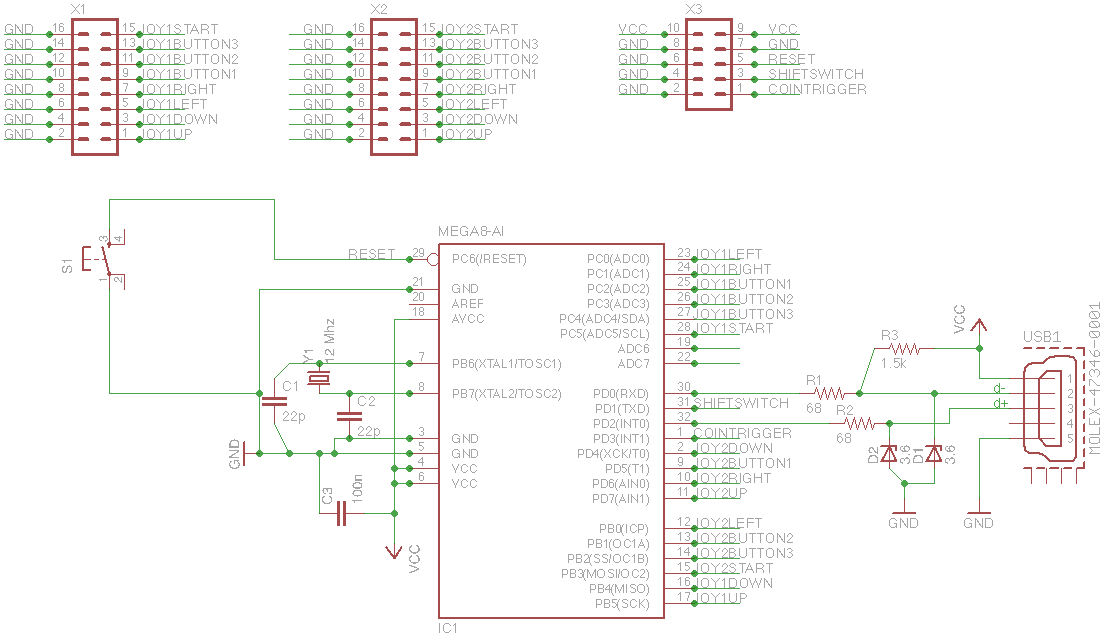 X1
GND 16 15 JOY1START
GND 14 13 JOY1BUTTON3
GND 12 11 JOY1BUTTON2
GND 10 9 JOY1BUTTON1
GND 8 7 JOY1RIGHT
GND 6 5 JOY1LEFT
GND 4 3 JOY1DOWN
GND 2 1 JOY1UP
X2
GND 16 15 JOY2START
GND 14 13 JOY2BUTTON3
GND 12 11 JOY2BUTTON2
GND 10 9 JOY2BUTTON1
GND 8 7 JOY2RIGHT
GND 6 5 JOY2LEFT
GND 4 3 JOY2DOWN
GND 2 1 JOY2UP
X3
VCC 10 9 VCC
GND 8 7 GND
GND 6 5 RESET
GND 4 3 SHIFTSWITCH
GND 2 1 COINTRIGGER
S1
3 4
1 2
MEGA8-AI
RESET 29 PC6(/RESET)
21 GND
20 AREF
18 AVCC
7 PB6(XTAL1/TOSC1)
8 PB7(XTAL2/TOSC2)
3 GND
5 GND
4 VCC
6 VCC
Y1
12 Mhz
C1
22p
C2
22p
GND
C3
100n
VCC
PC0(ADC0) 23 JOY1LEFT
PC1(ADC1) 24 JOY1RIGHT
PC2(ADC2) 25 JOY1BUTTON1
PC3(ADC3) 26 JOY1BUTTON2
PC4(ADC4/SDA) 27 JOY1BUTTON3
PC5(ADC5/SCL) 28 JOY1START
ADC6 19
ADC7 22
PD0(RXD) 30
PD1(TXD) 31 SHIFTSWITCH
PD2(INT0) 32
PD3(INT1) 1 COINTRIGGER
PD4(XCK/T0) 2 JOY2DOWN
PD5(T1) 9 JOY2BUTTON1
PD6(AIN0) 10 JOY2RIGHT
PD7(AIN1) 11 JOY2UP
PB0(ICP) 12 JOY2LEFT
PB1(OC1A) 13 JOY2BUTTON2
PB2(SS/OC1B) 14 JOY2BUTTON3
PB3(MOSI/OC2) 15 JOY2START
PB4(MISO) 16 JOY1DOWN
PB5(SCK) 17 JOY1UP
IC1
R1
68
R2
68
R3
1.5k
VCC
D2
3.6
D1
3.6
GND
GND
d-
d+
USB1
1
2
3
4
5
MOLEX-47346-0001